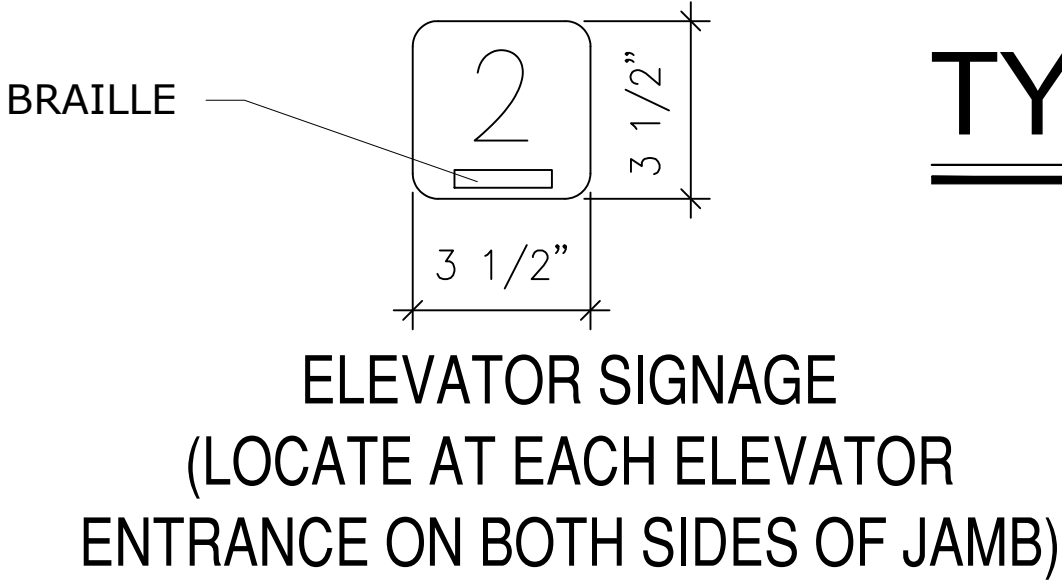 BRAILLE
2
3 1/2”
TY
3 1/2”
ELEVATOR SIGNAGE
(LOCATE AT EACH ELEVATOR
ENTRANCE ON BOTH SIDES OF JAMB)